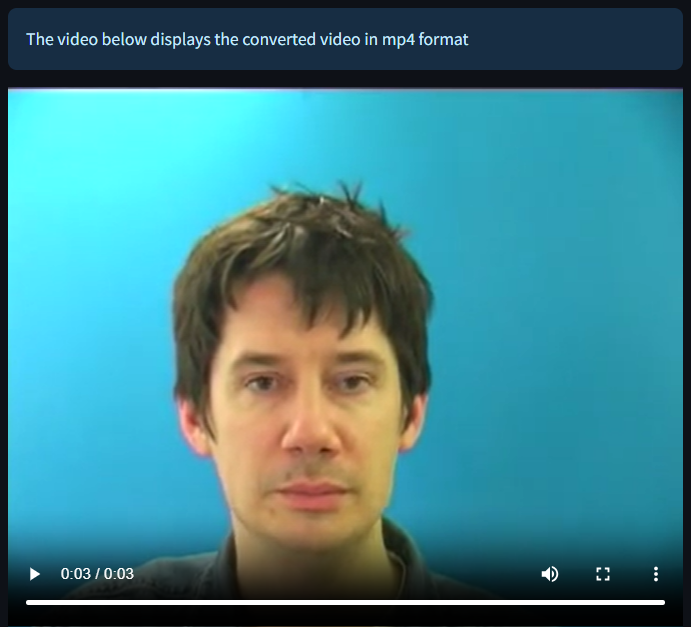 The video below displays the converted video in mp4 format
0:03 / 0:03